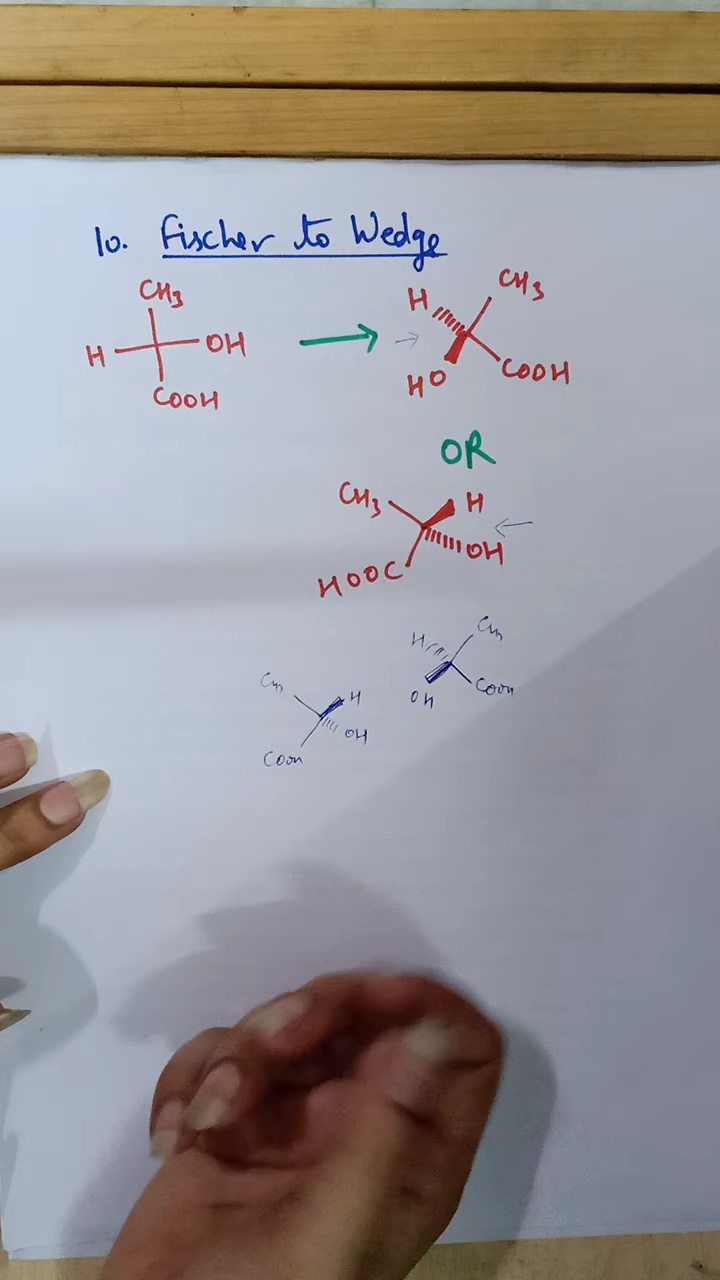 10. Fischer to Wedge
CH3
H OH
COOH
H CH3
HO COOH
OR
CH3 H
OH
HOOC
CH3
H
OH COOH
CH3 H
OH
COOH